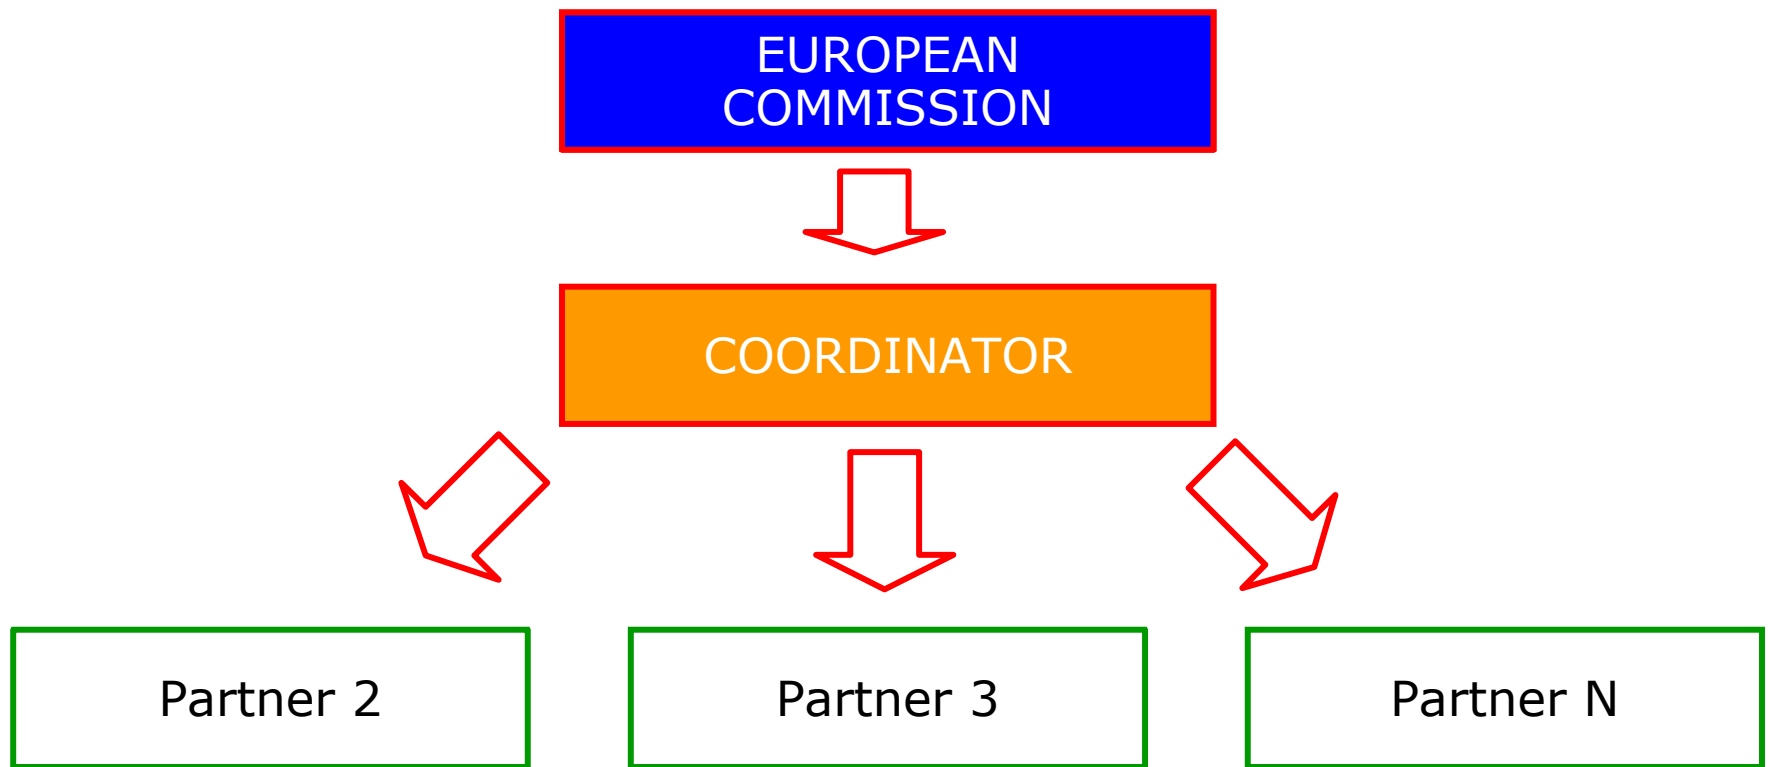 EUROPEAN
COMMISSION
COORDINATOR
Partner 2
Partner 3
Partner N